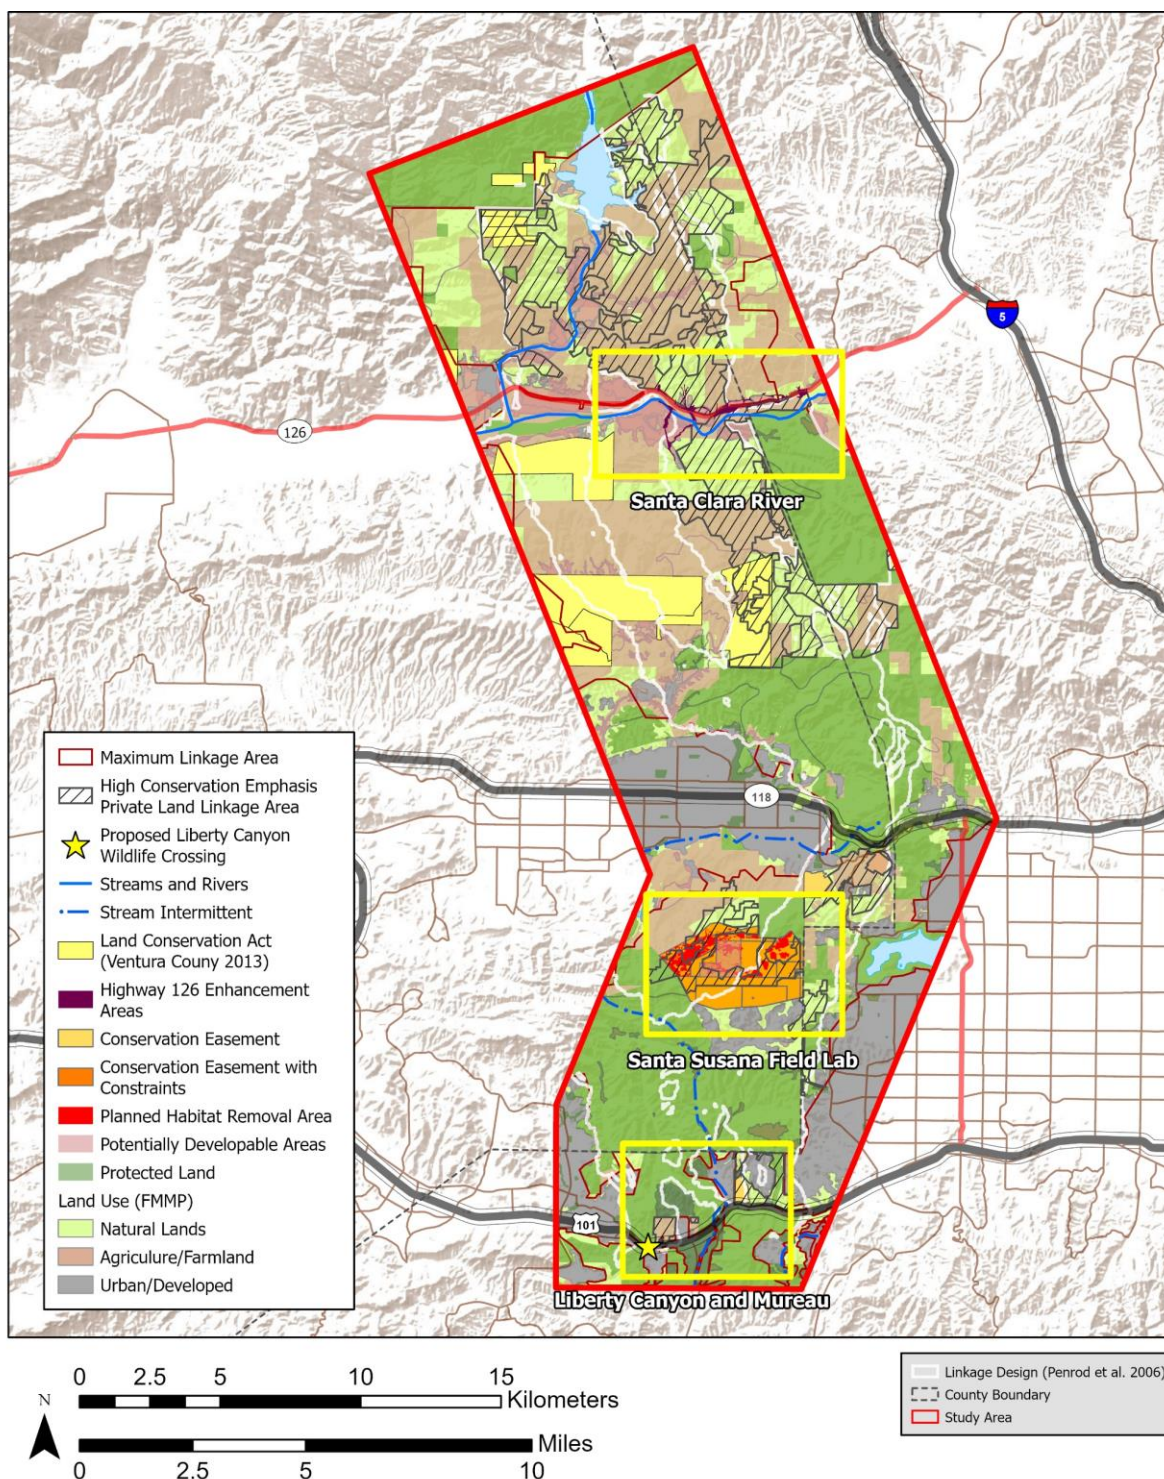 5
126
Santa Clara River
118
Santa Susana Field Lab
101
Liberty Canyon and Mureau
Maximum Linkage Area
High Conservation Emphasis
Private Land Linkage Area
Proposed Liberty Canyon
Wildlife Crossing
Streams and Rivers
Stream Intermittent
Land Conservation Act
(Ventura Couny 2013)
Highway 126 Enhancement
Areas
Conservation Easement
Conservation Easement with
Constraints
Planned Habitat Removal Area
Potentially Developable Areas
Protected Land
Land Use (FMMP)
Natural Lands
Agriculure/Farmland
Urban/Developed
0 2.5 5 10 15
Kilometers
N
Miles
0 2.5 5 10
Linkage Design (Penrod et al. 2006)
County Boundary
Study Area